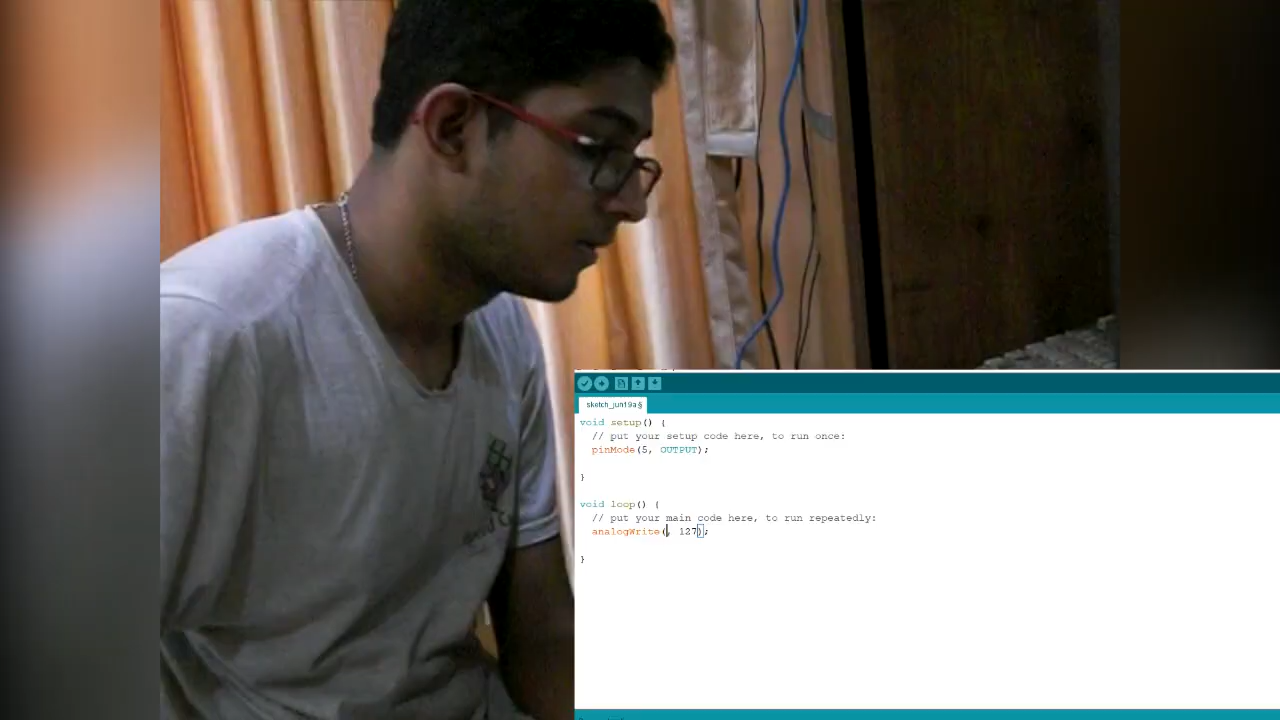 sketch_jun19a§
void setup() {
// put your setup code here, to run once:
pinMode(5, OUTPUT);
}
void loop() {
// put your main code here, to run repeatedly:
analogWrite(, 127);
}